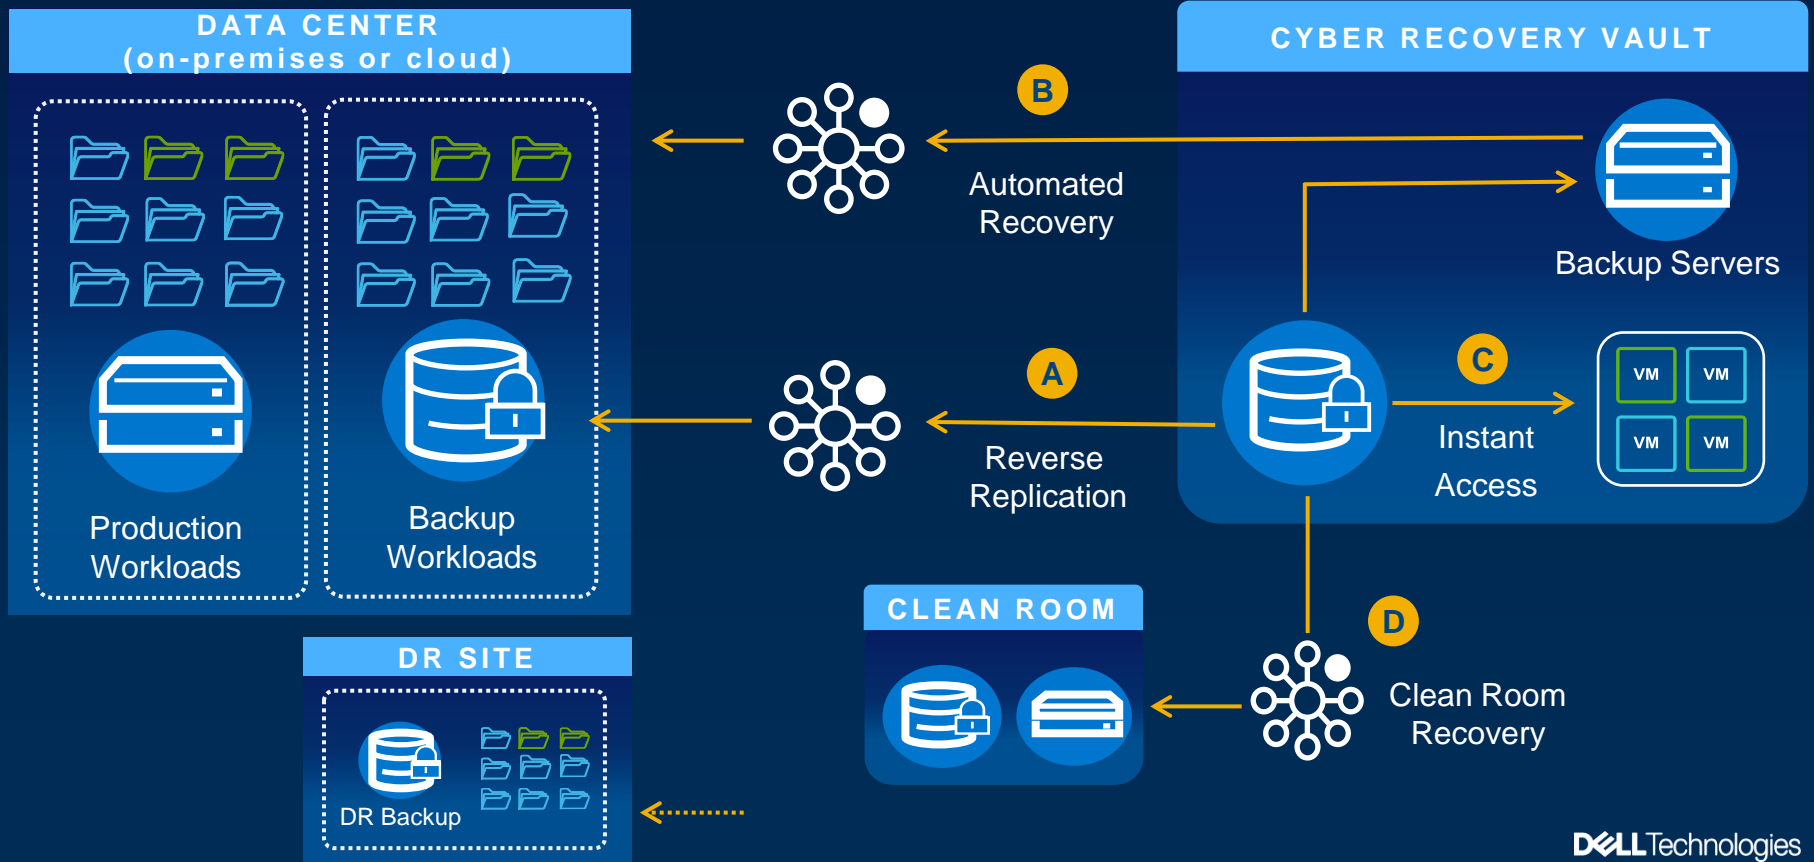 DATA CENTER
(on-premises or cloud)
Production
Workloads
Backup
Workloads
B
Automated
Recovery
A
Reverse
Replication
CYBER RECOVERY VAULT
Backup Servers
C
Instant
Access
VM
VM
VM
VM
DR SITE
DR Backup
CLEAN ROOM
D
Clean Room
Recovery
DELLTechnologies